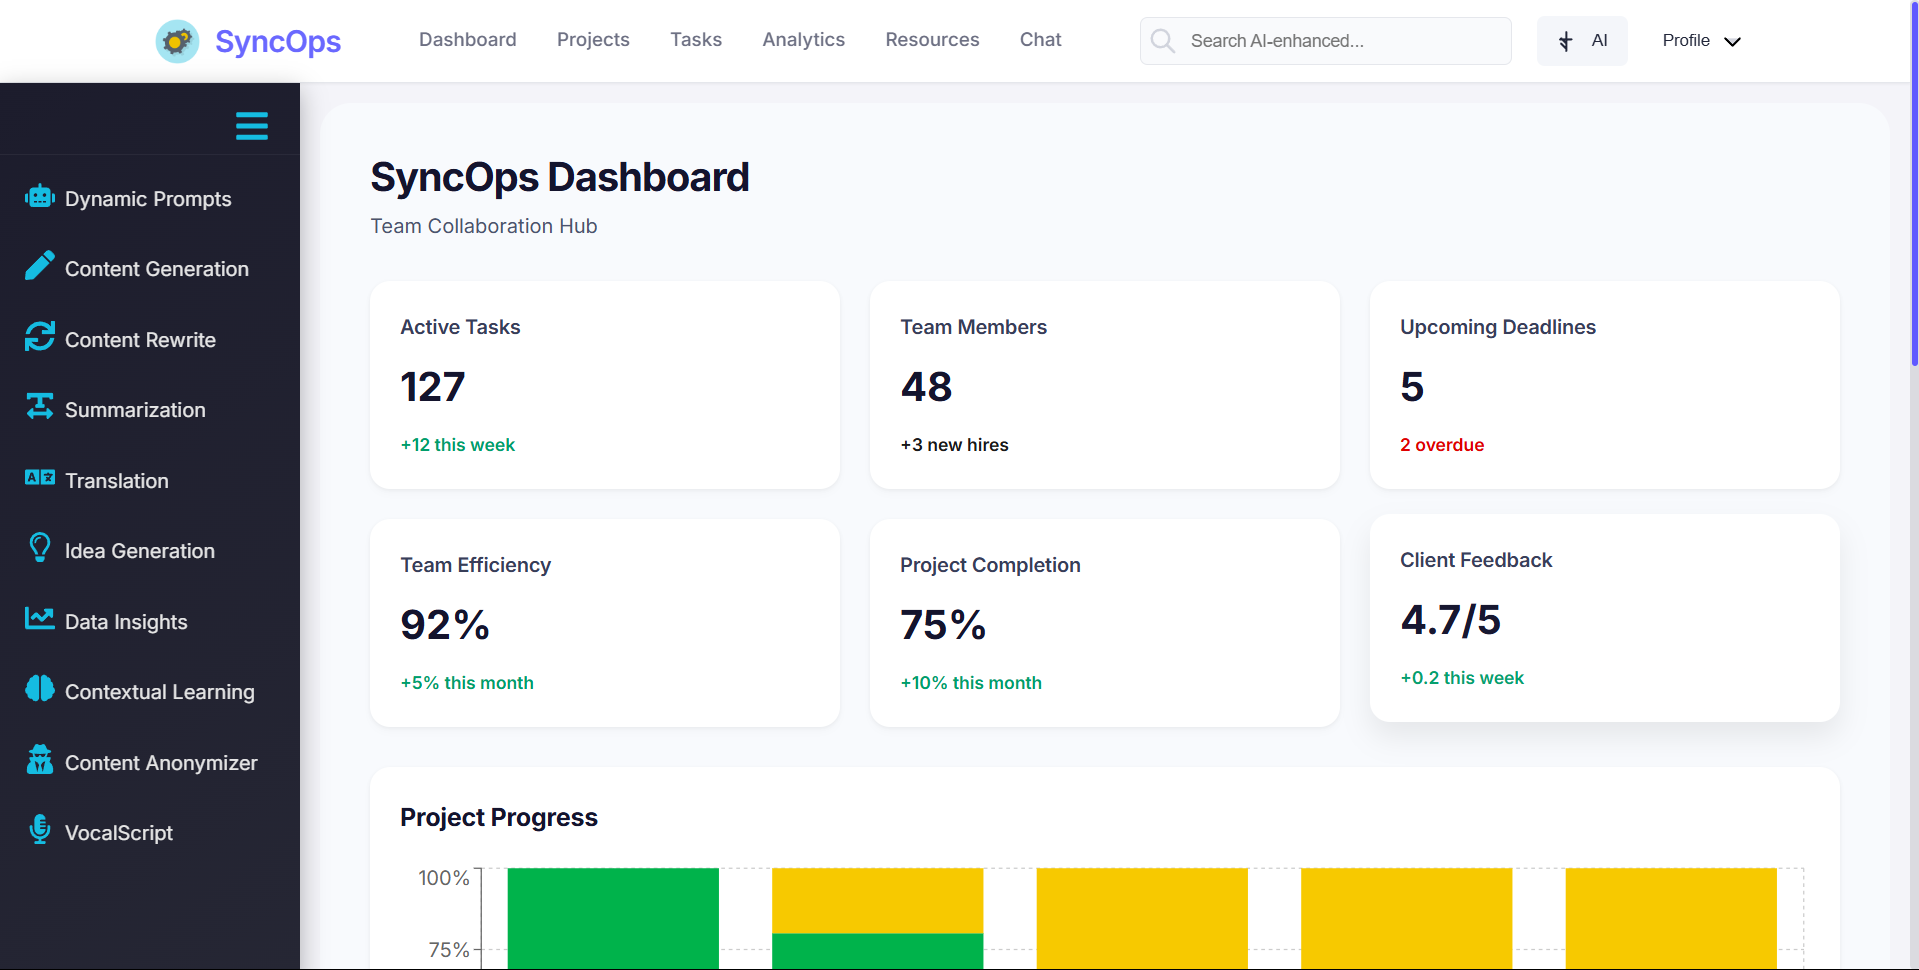 SyncOps
Dashboard
Projects
Tasks
Analytics
Resources
Chat
Search AI-enhanced...
AI
Profile
Dynamic Prompts
Content Generation
Content Rewrite
Summarization
Translation
Idea Generation
Data Insights
Contextual Learning
Content Anonymizer
VocalScript
SyncOps Dashboard
Team Collaboration Hub
Active Tasks
127
+12 this week
Team Members
48
+3 new hires
Upcoming Deadlines
5
2 overdue
Team Efficiency
92%
+5% this month
Project Completion
75%
+10% this month
Client Feedback
4.7/5
+0.2 this week
Project Progress
100%
75%